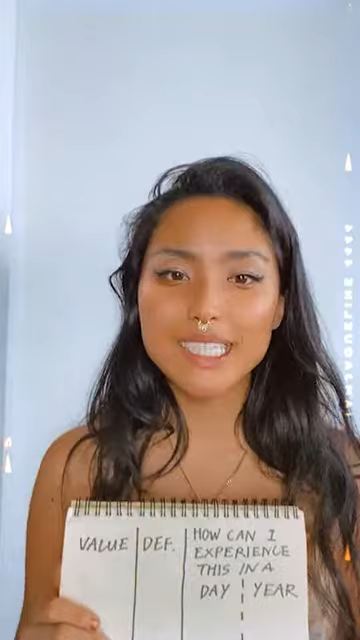 VALUE
DEF.
HOW CAN I
EXPERIENCE
THIS IN A
DAY
YEAR